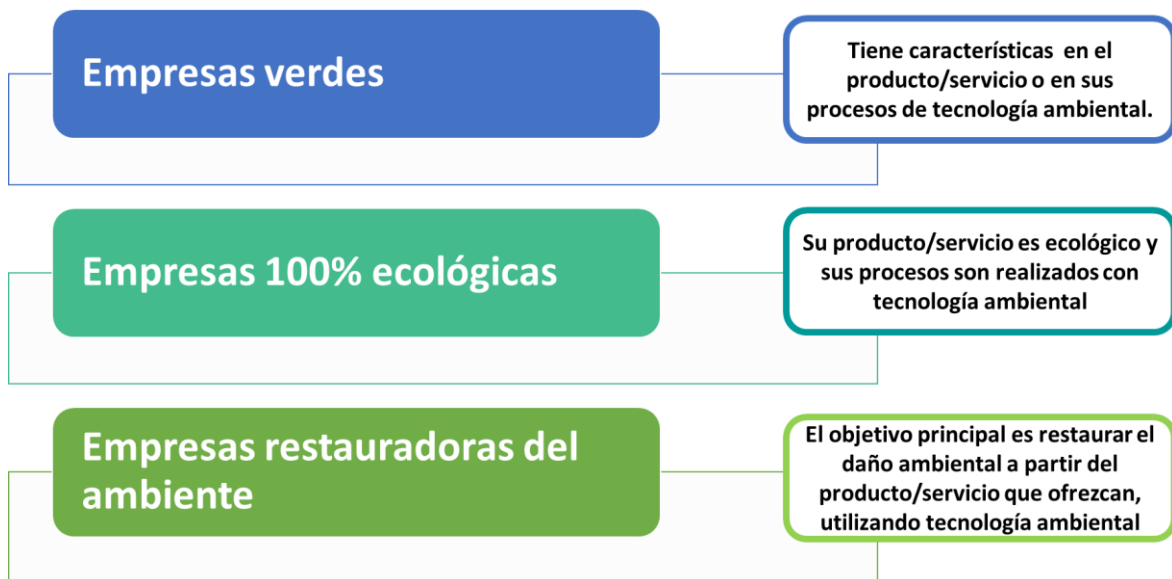 Empresas verdes
Tiene características en el
producto/servicio o en sus
procesos de tecnología ambiental.
Empresas 100% ecológicas
Su producto/servicio es ecológico y
sus procesos son realizados con
tecnología ambiental
Empresas restauradoras del
ambiente
El objetivo principal es restaurar el
daño ambiental a partir del
producto/servicio que ofrezcan,
utilizando tecnología ambiental